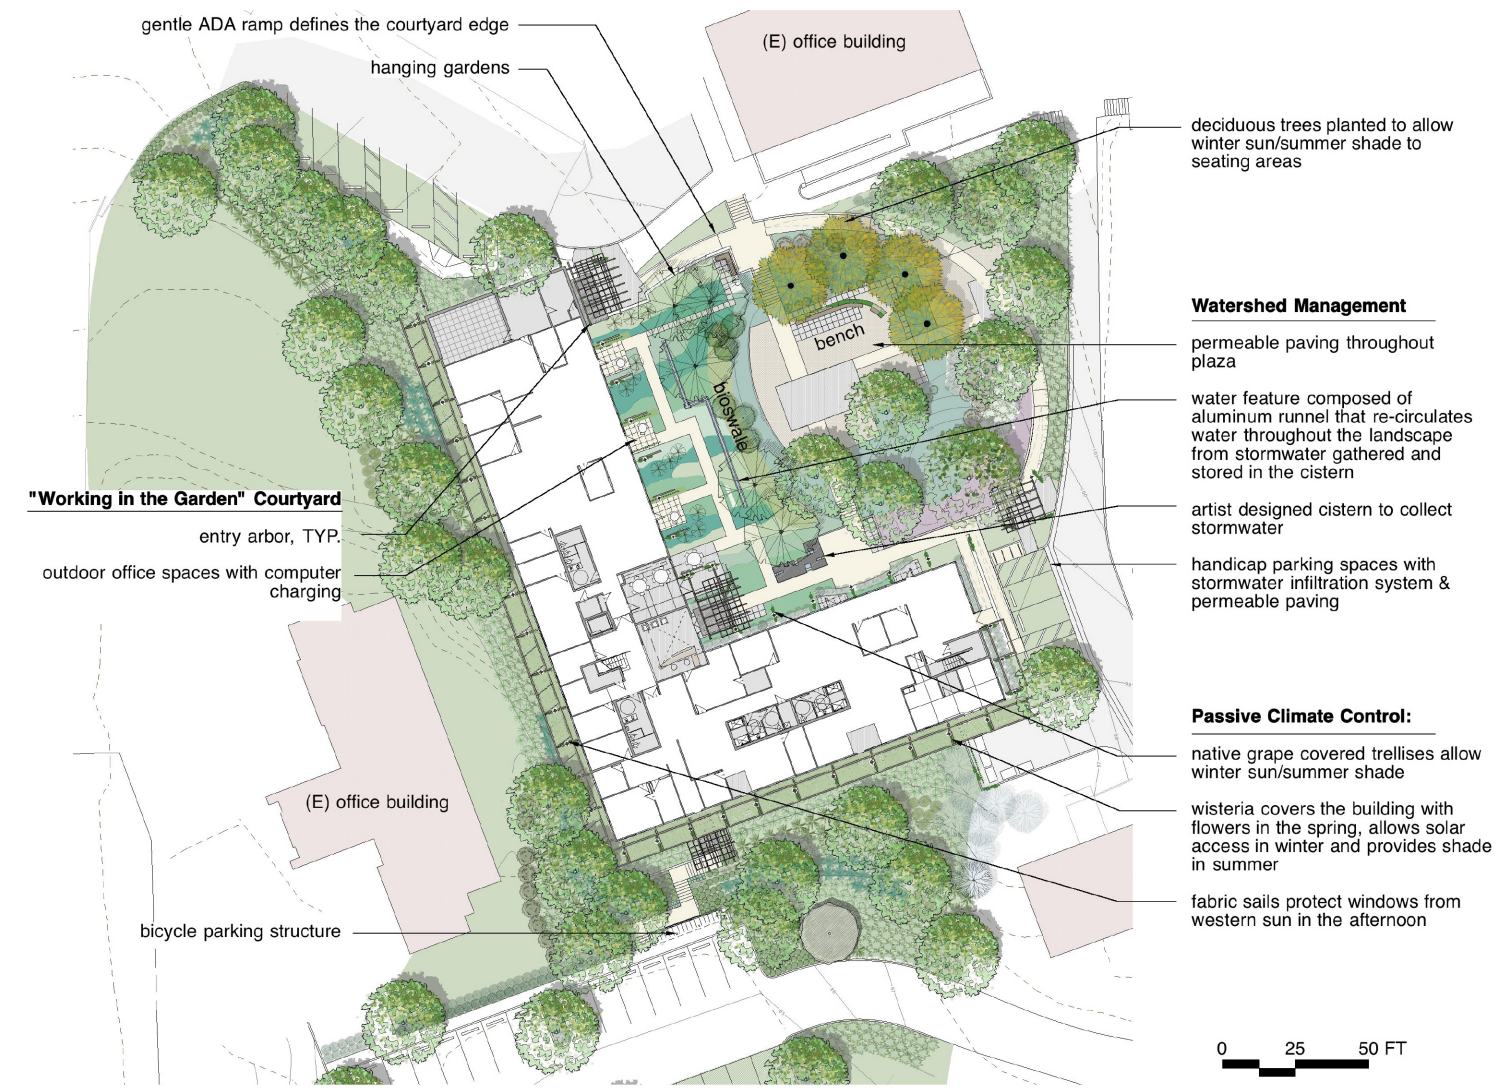 gentle ADA ramp defines the courtyard edge
hanging gardens
(E) office building
deciduous trees planted to allow
winter sun/summer shade to
seating areas
Watershed Management
permeable paving throughout
plaza
water feature composed of
aluminum runnel that re-circulates
water throughout the landscape
from stormwater gathered and
stored in the cistern
artist designed cistern to collect
stormwater
handicap parking spaces with
stormwater infiltration system &
permeable paving
bench
bioswale
"Working in the Garden" Courtyard
entry arbor, TYP.
outdoor office spaces with computer
charging
(E) office building
Passive Climate Control:
native grape covered trellises allow
winter sun/summer shade
wisteria covers the building with
flowers in the spring, allows solar
access in winter and provides shade
in summer
fabric sails protect windows from
western sun in the afternoon
bicycle parking structure
0 25 50 FT